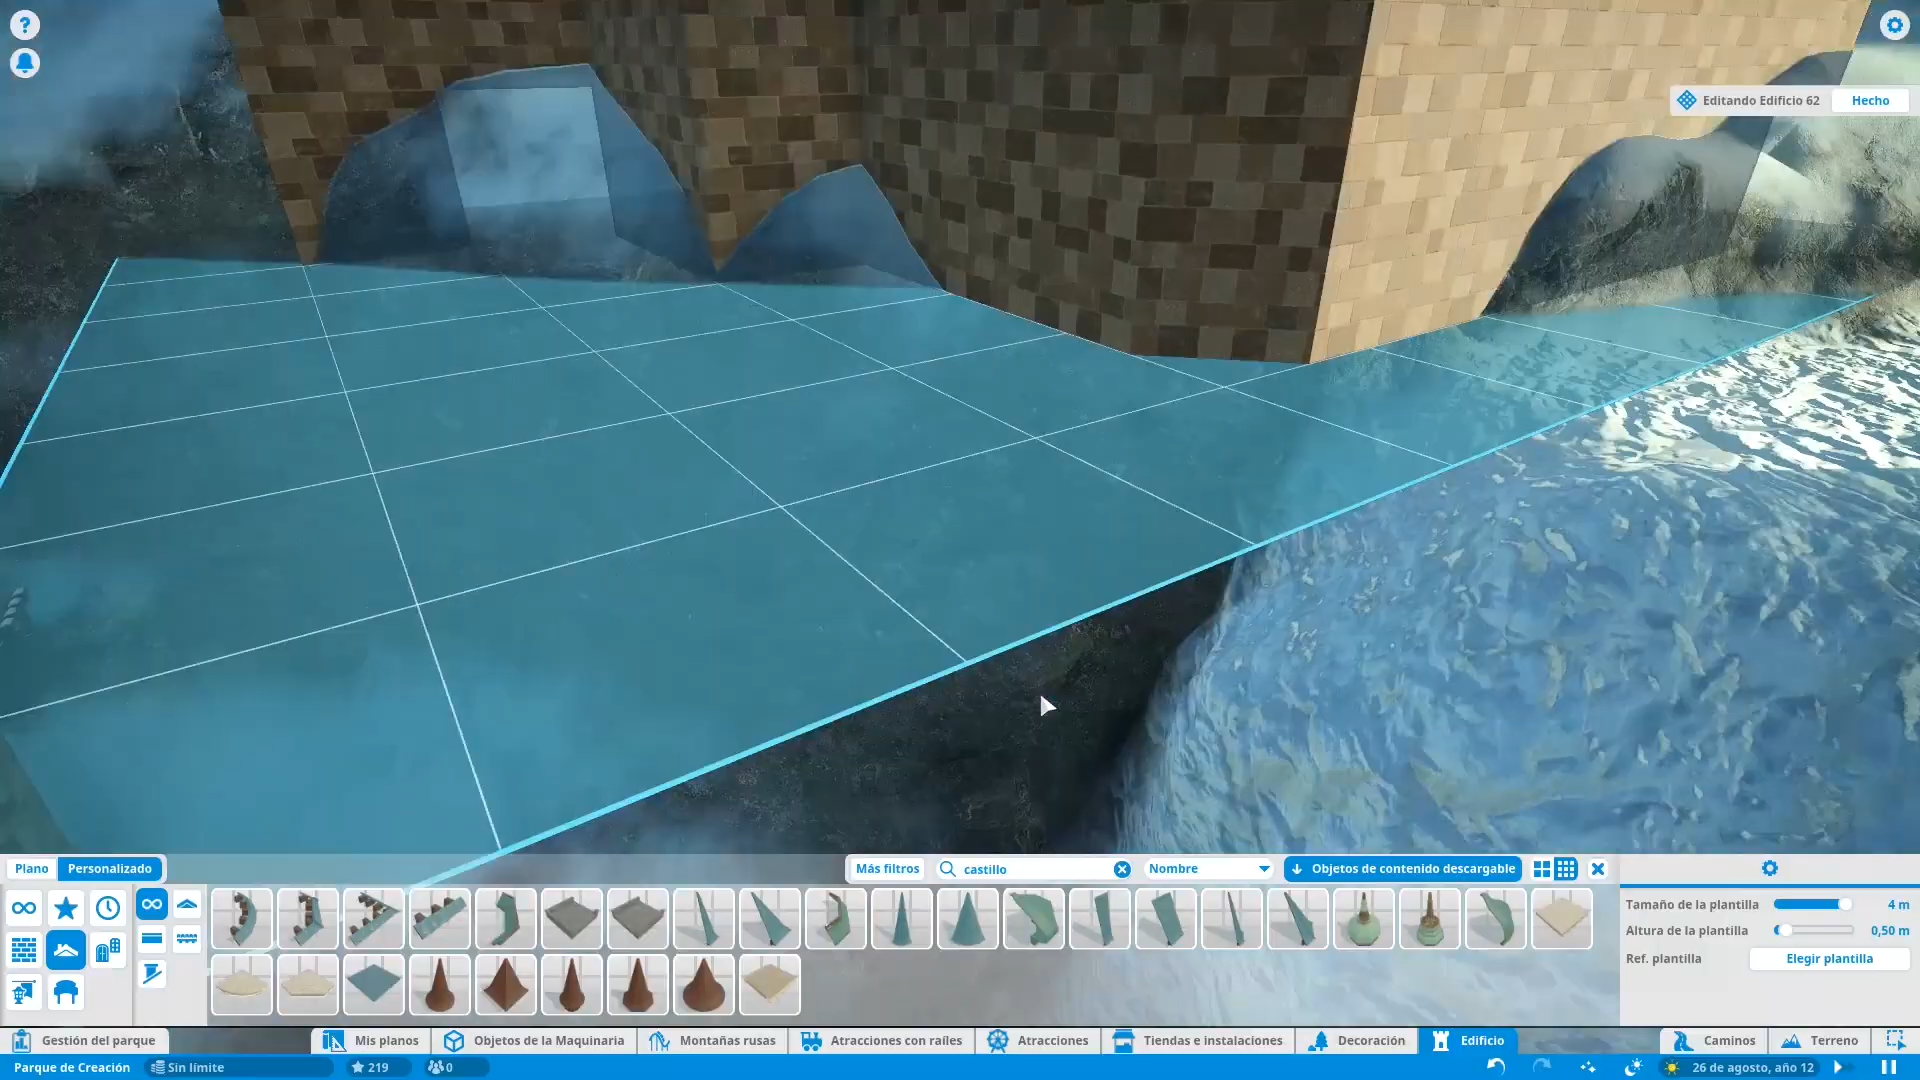 ?
Editando Edificio 62
Hecho
Plano
Personalizado
Más filtros
castillo
Nombre
Objetos de contenido descargable
Tamaño de la plantilla
4 m
Altura de la plantilla
0,50 m
Ref. plantilla
Elegir plantilla
Gestión del parque
Mis planos
Objetos de la Maquinaria
Montañas rusas
Atracciones con raíles
Atracciones
Tiendas e instalaciones
Decoración
Edificio
Caminos
Terreno
Parque de Creación
Sin límite
219
0
26 de agosto, año 12